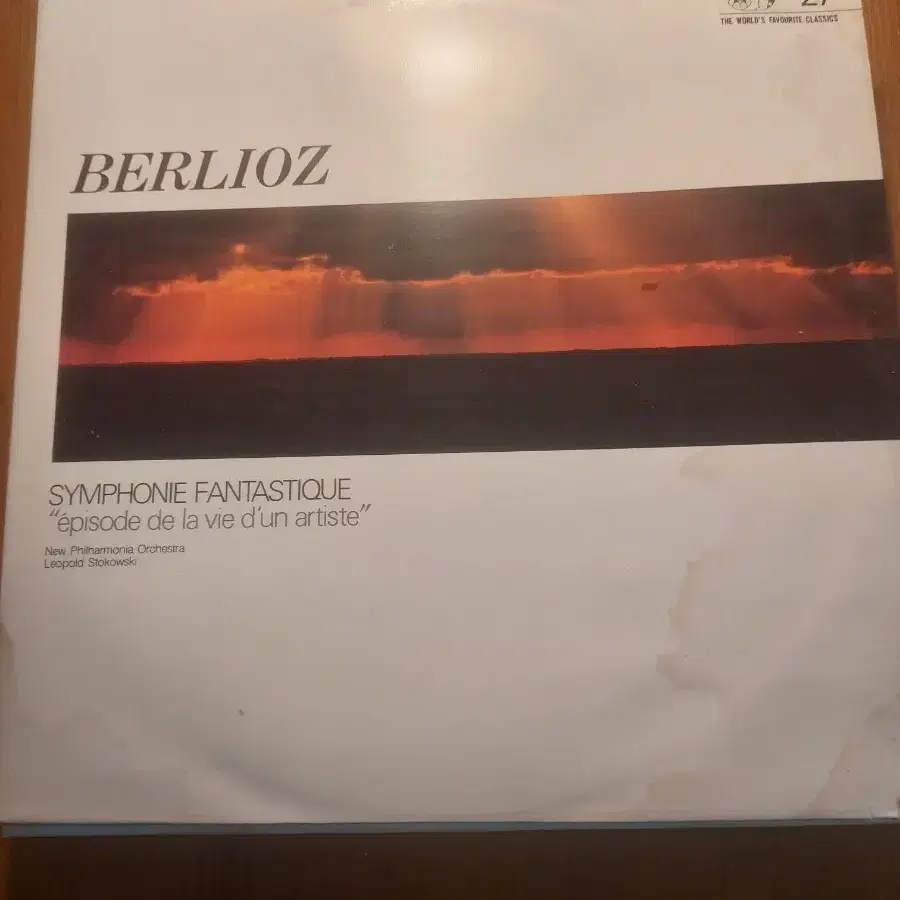 THE WORLD'S FAVOURITE CLASSICS
BERLIOZ
SYMPHONIE FANTASTIQUE
"épisode de la vie d'un artiste"
New Philharmonia Orchestra
Leopold Stokowski